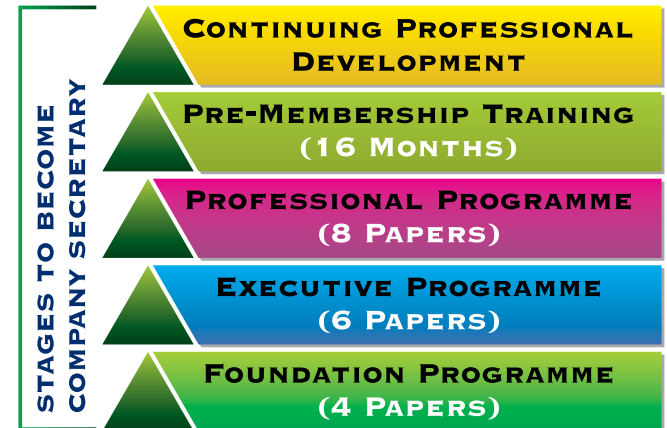 STAGES TO BECOME
COMPANY SECRETARY
CONTINUING PROFESSIONAL
DEVELOPMENT
PRE-MEMBERSHIP TRAINING
(16 MONTHS)
PROFESSIONAL PROGRAMME
(8 PAPERS)
EXECUTIVE PROGRAMME
(6 PAPERS)
FOUNDATION PROGRAMME
(4 PAPERS)